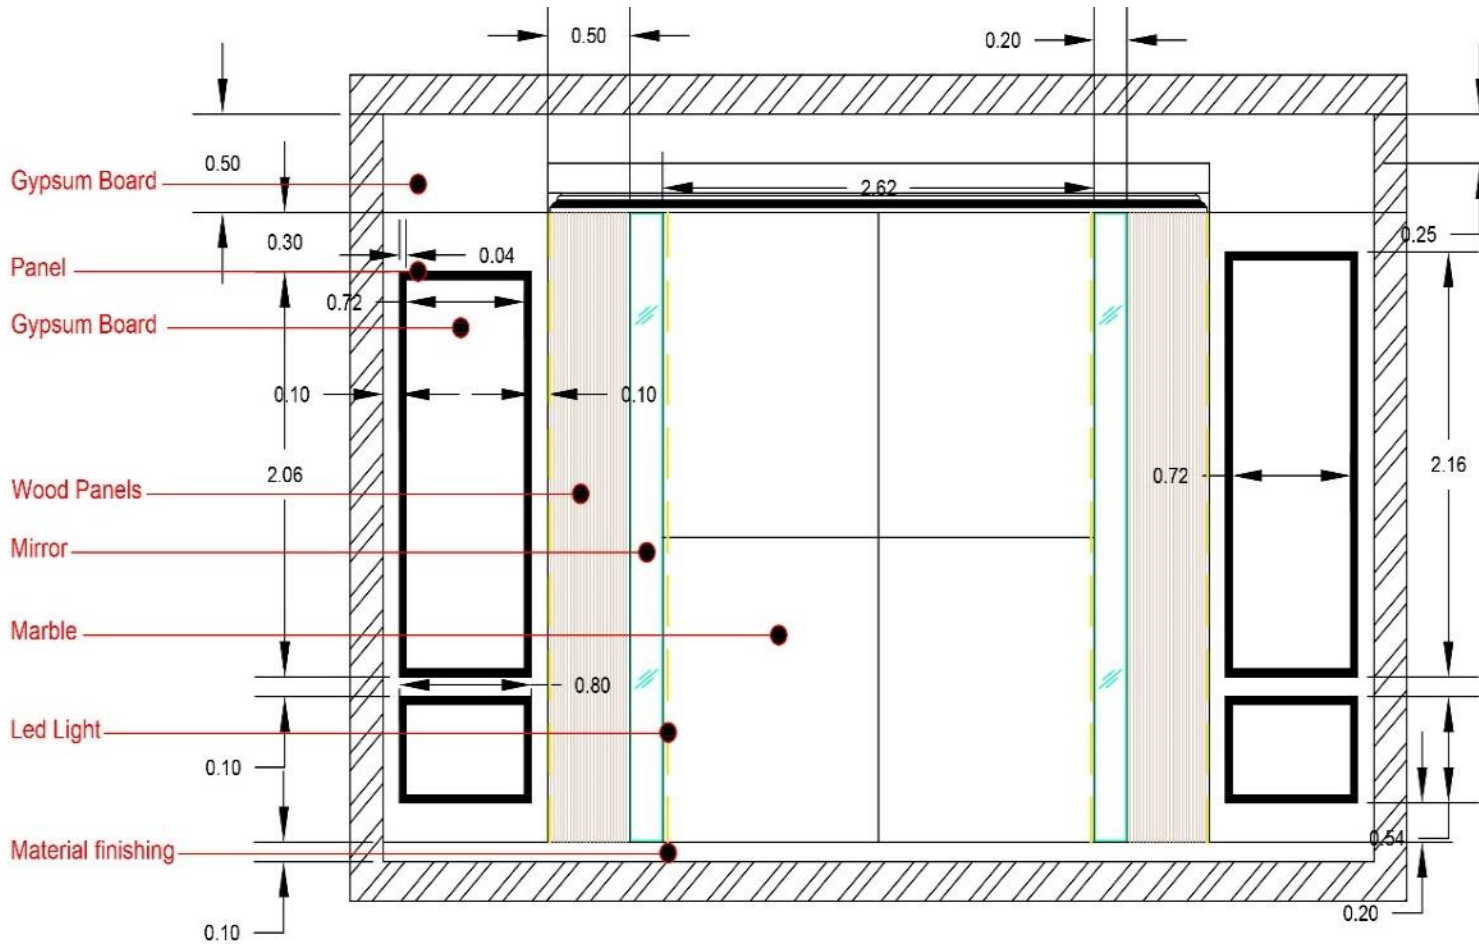 0.50
0.20
0.50
Gypsum Board
2.62
0.30
0.04
0.25
Panel
0.72
Gypsum Board
0.10
0.10
2.06
0.72
2.16
Wood Panels
Mirror
Marble
0.80
Led Light
0.10
0.54
Material finishing
0.20
0.10